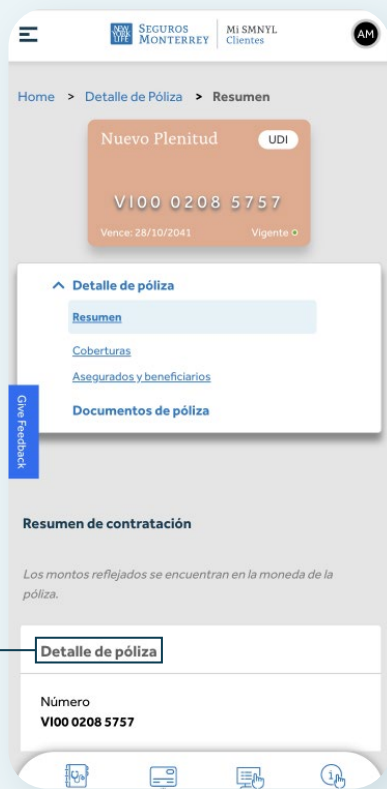 NEW YORK LIFE
SEGUROS MONTERREY
Mi SMNYL
Clientes
AM
Home > Detalle de Póliza > Resumen
Nuevo Plenitud
UDI
VI00 0208 5757
Vence: 28/10/2041
Vigente
Detalle de póliza
Resumen
Coberturas
Asegurados y beneficiarios
Documentos de póliza
Give Feedback
Resumen de contratación
Los montos reflejados se encuentran en la moneda de la
póliza.
Detalle de póliza
Número
VI00 0208 5757